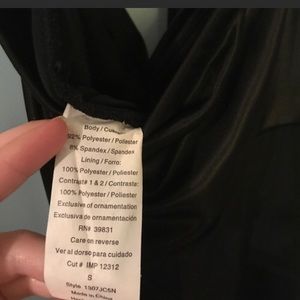 Body /
92% Polyester / Poliester
8% Spandex / Spandex
Lining / Forro:
100% Polyester / Poliester
Contrast# 1 & 2 / Contraste:
100% Polyester / Poliester
Exclusive of ornamentation
Exclusiva de ornamentación
RN# 39831
Care on reverse
Ver al dorso para cuidado
Cut # IMP 12312
S
Style 1307JC5N
Made in China